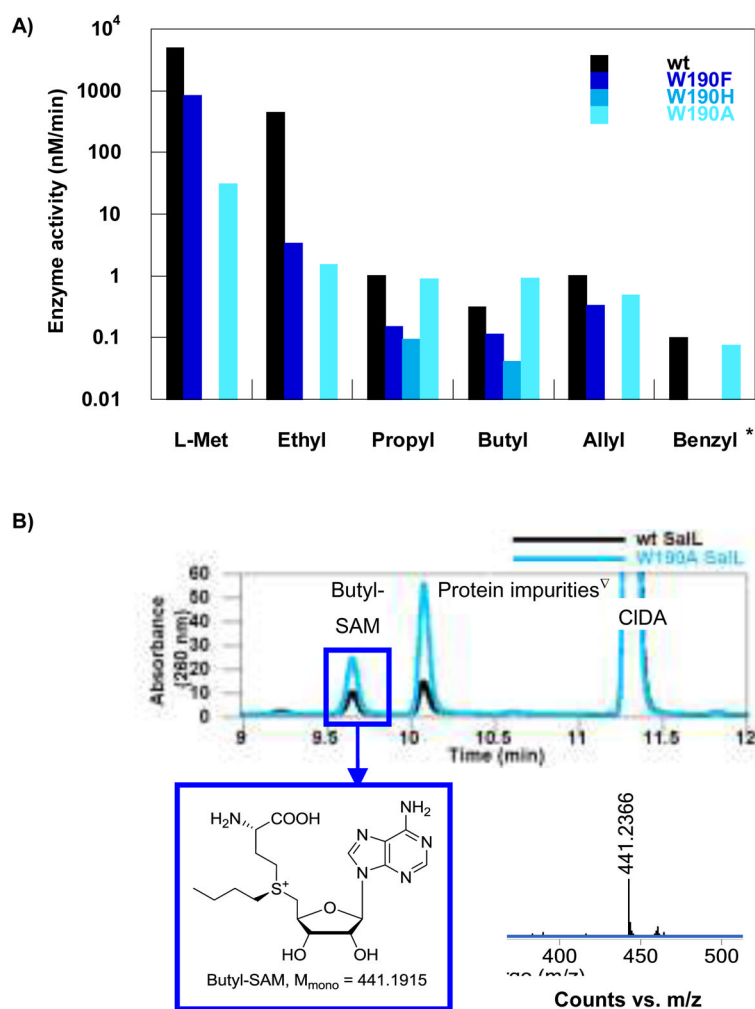 A)
Enzyme activity (nM/min)
10⁴
1000
100
10
1
0.1
0.01
wt
W190F
W190H
W190A
L-Met Ethyl Propyl Butyl Allyl Benzyl *
B)
wt SalL
W190A SalL
Absorbance
(260 nm)
60
50
40
30
20
10
0
Butyl-
SAM
Protein impurities∇
ClDA
9 9.5 10 10.5 11 11.5 12
Time (min)
NH₂
H₂N COOH
N N
N N
S⁺
O
HO OH
Butyl-SAM, Mmono = 441.1915
441.2366
400 450 500
rge (m/z)
Counts vs. m/z